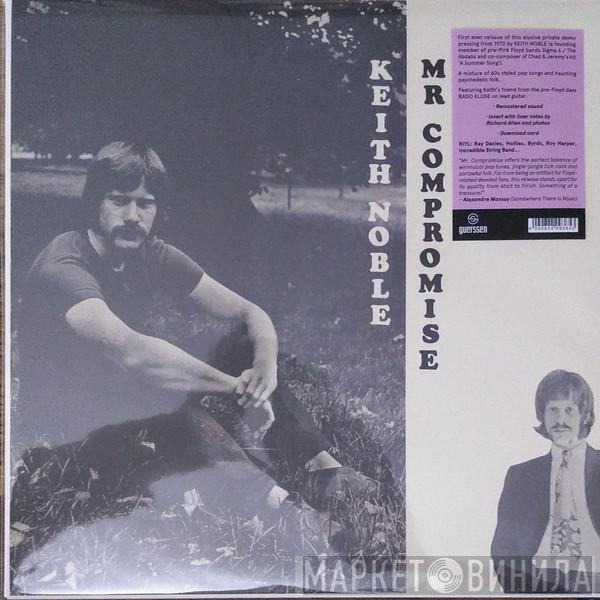 KEITH NOBLE
MR COMPROMISE
First ever reissue of this elusive private demo
pressing from 1970 by KEITH NOBLE (a founding
member of pre-Pink Floyd bands Sigma 6 / The
Abdabs and co-composer of Chad & Jeremy's hit
"A Summer Song").
A mixture of 60s styled pop songs and haunting
psychedelic folk.
Featuring Keith's friend from the pre-Floyd days
RADO KLOSE on lead guitar.
· Remastered sound
· Insert with liner notes by
Richard Allen and photos
· Download card
RIYL: Ray Davies, Hollies, Byrds, Roy Harper,
Incredible String Band...
"Mr. Compromise offers the perfect balance of
whimsical pop tunes, jingle-jangle folk-rock and
sorrowful folk. Far from being an artifact for Floyd-
related devoted fans, this release stands apart for
its quality from start to finish. Something of a
treasure!"
- Alexandre Mansuy (Somewhere There Is Music)
guerssen
МАРКЕТ ВИНИЛА